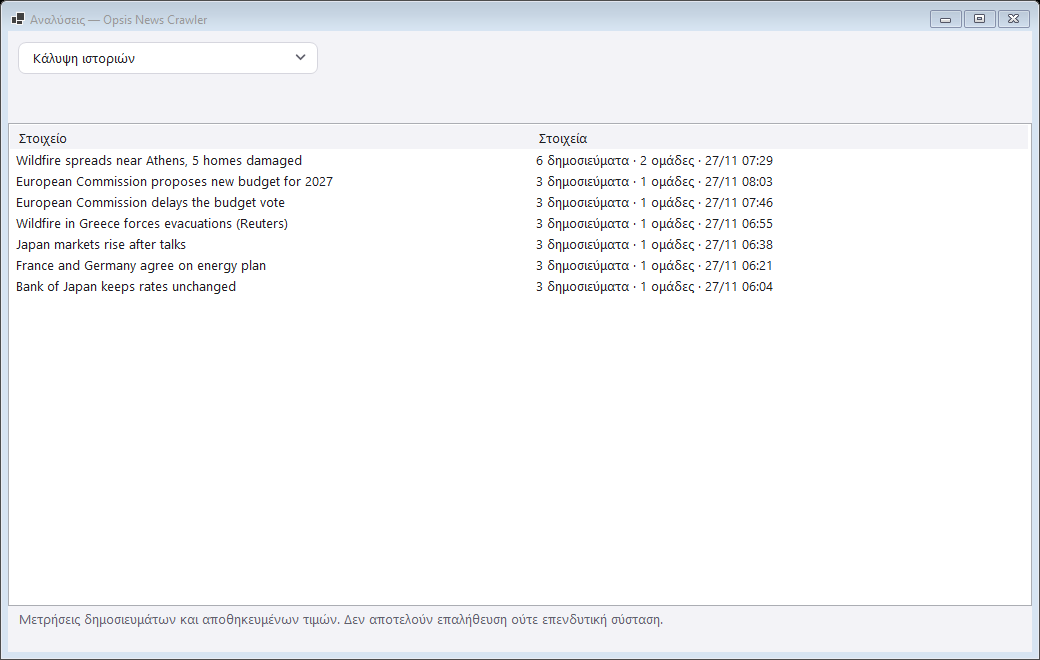 Αναλύσεις — Opsis News Crawler
Κάλυψη ιστοριών
Στοιχείο Στοιχεία
Wildfire spreads near Athens, 5 homes damaged 6 δημοσιεύματα · 2 ομάδες · 27/11 07:29
European Commission proposes new budget for 2027 3 δημοσιεύματα · 1 ομάδες · 27/11 08:03
European Commission delays the budget vote 3 δημοσιεύματα · 1 ομάδες · 27/11 07:46
Wildfire in Greece forces evacuations (Reuters) 3 δημοσιεύματα · 1 ομάδες · 27/11 06:55
Japan markets rise after talks 3 δημοσιεύματα · 1 ομάδες · 27/11 06:38
France and Germany agree on energy plan 3 δημοσιεύματα · 1 ομάδες · 27/11 06:21
Bank of Japan keeps rates unchanged 3 δημοσιεύματα · 1 ομάδες · 27/11 06:04
Μετρήσεις δημοσιευμάτων και αποθηκευμένων τιμών. Δεν αποτελούν επαλήθευση ούτε επενδυτική σύσταση.